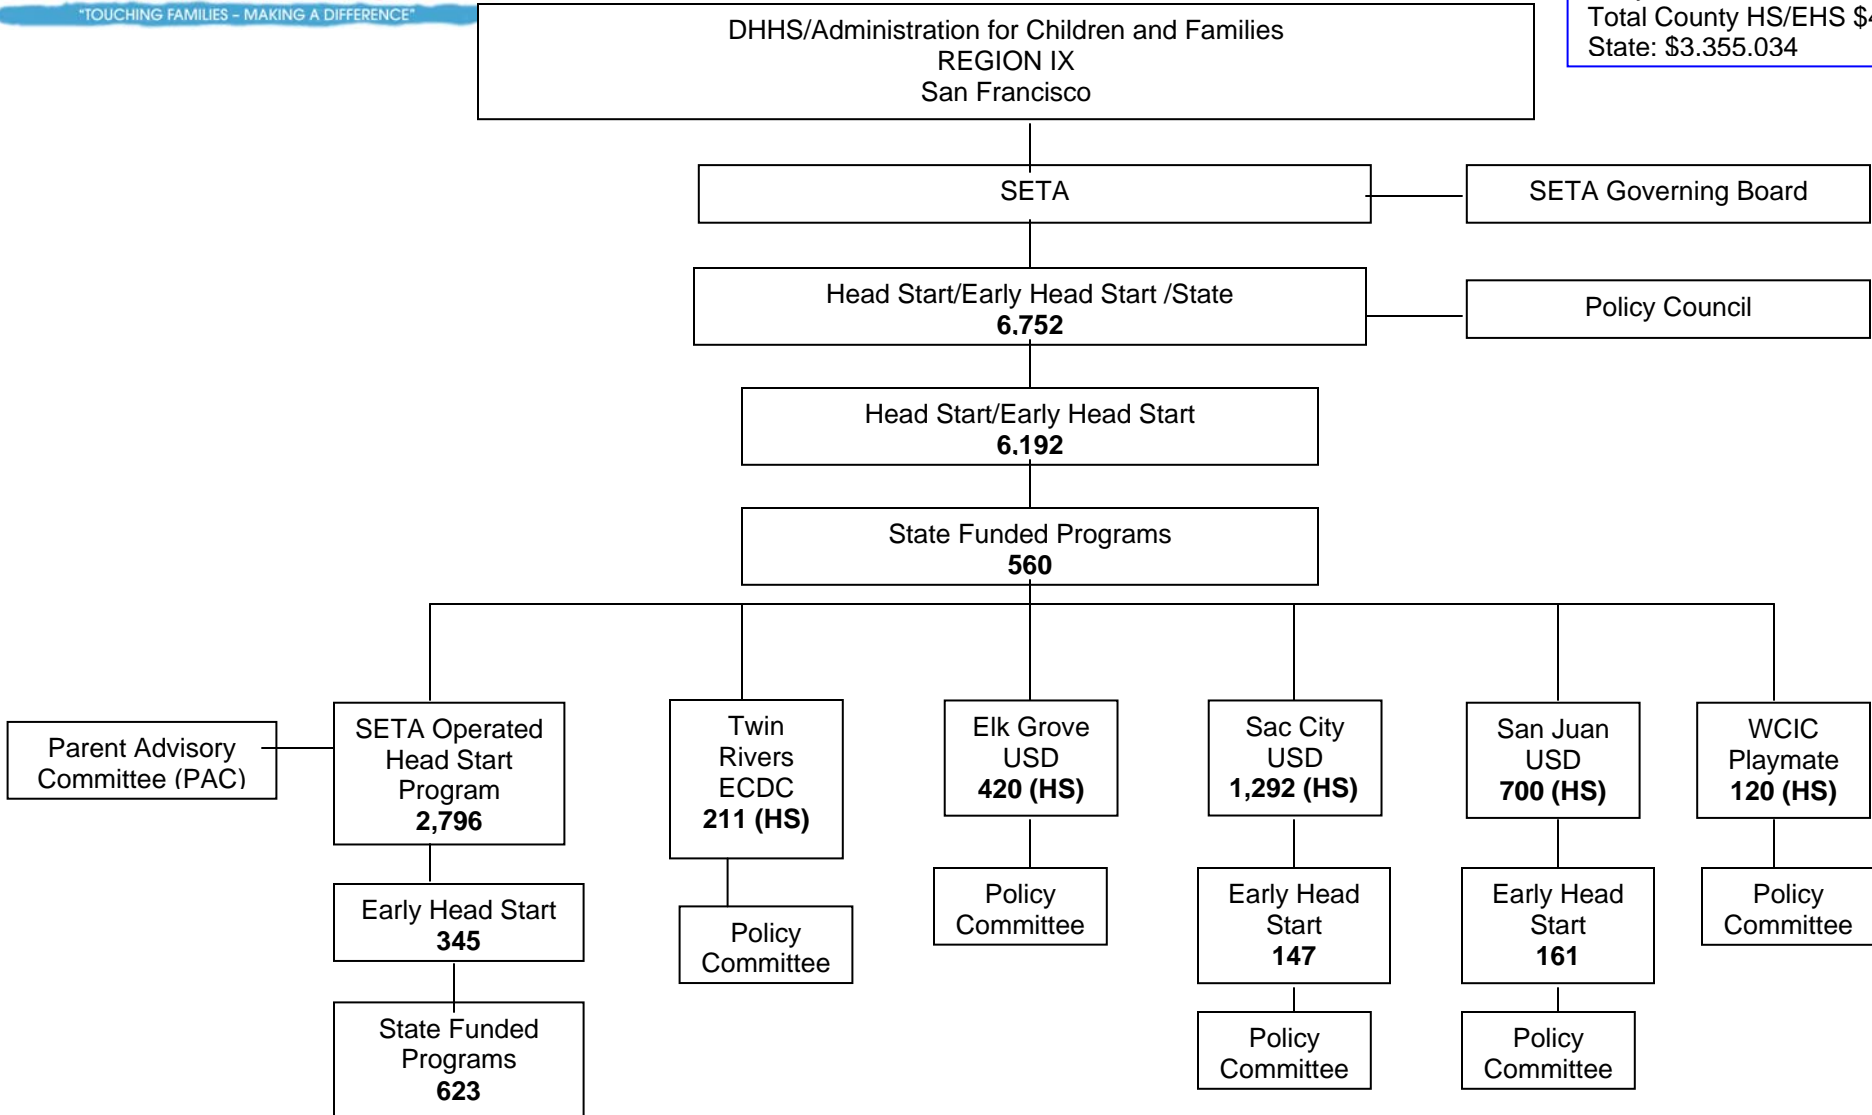 "TOUCHING FAMILIES – MAKING A DIFFERENCE"
DHHS/Administration for Children and Families
REGION IX
San Francisco
Total County HS/EHS $4
State: $3.355.034
SETA
SETA Governing Board
Head Start/Early Head Start /State
6,752
Policy Council
Head Start/Early Head Start
6,192
State Funded Programs
560
Parent Advisory
Committee (PAC)
SETA Operated
Head Start
Program
2,796
Early Head Start
345
State Funded
Programs
623
Twin
Rivers
ECDC
211 (HS)
Policy
Committee
Elk Grove
USD
420 (HS)
Policy
Committee
Sac City
USD
1,292 (HS)
Early Head
Start
147
Policy
Committee
San Juan
USD
700 (HS)
Early Head
Start
161
Policy
Committee
WCIC
Playmate
120 (HS)
Policy
Committee